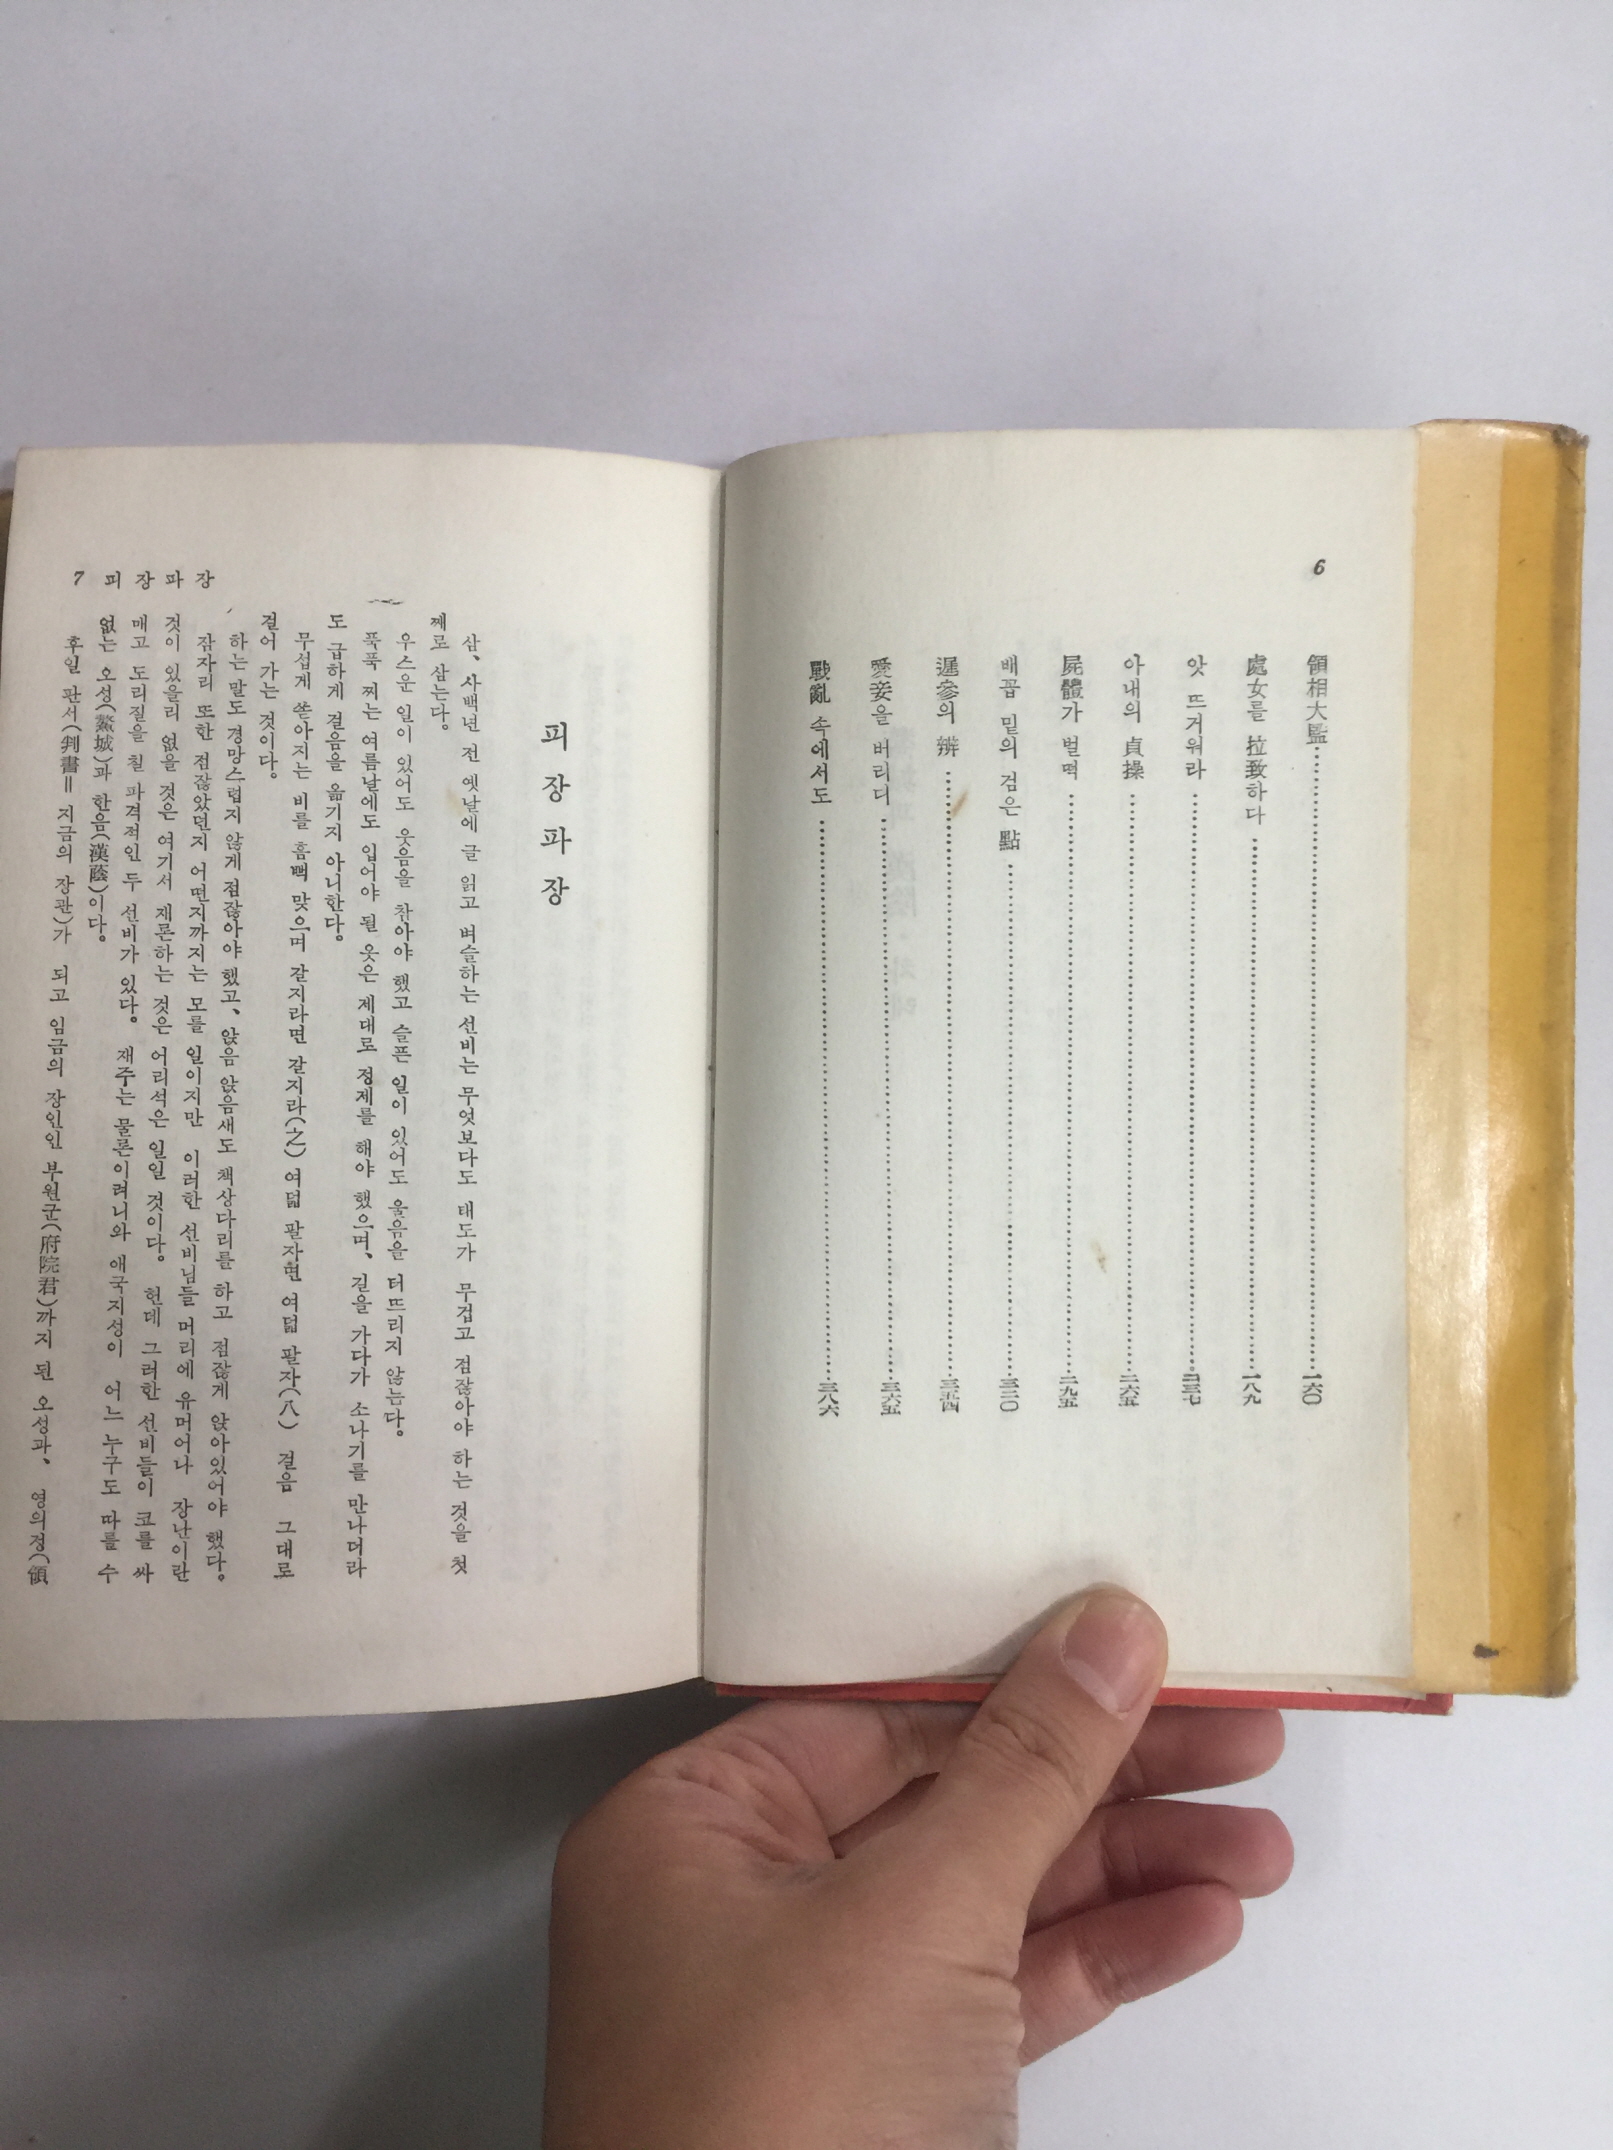 6
領相大監……一六〇
處女를 拉致하다……一八九
앗 뜨거워라……二三七
아내의 貞操……二六五
屍體가 벌떡……二九五
배꼽 밑의 검은 點……三二〇
遲參의 辨……三五四
愛妾을 버리디……三六五
戰亂 속에서도……三八六
7 피장파장
피장파장
삼、사백년 전 옛날에 글 읽고 벼슬하는 선비는 무엇보다도 태도가 무겁고 점잖아야 하는 것을 첫
째로 삼는다。
우스운 일이 있어도 웃음을 참아야 했고 슬픈 일이 있어도 울음을 터뜨리지 않는다。
푹푹 찌는 여름날에도 입어야 될 옷은 제대로 정제를 해야 했으며、 길을 가다가 소나기를 만나더라
도 급하게 걸음을 옮기지 아니한다。
무섭게 쏟아지는 비를 흠뻑 맞으며 갈지라면 갈지라(之) 여덟 팔자면 여덟 팔자(八) 걸음 그대로
걸어 가는 것이다。
하는 말도 경망스럽지 않게 점잖아야 했고、 앉음 앉음새도 책상다리를 하고 점잖게 앉아있어야 했다。
잠자리 또한 점잖았던지 어떤지까지는 모를 일이지만 이러한 선비님들 머리에 유머어나 장난이란
것이 있을리 없을 것은 여기서 재론하는 것은 어리석은 일일 것이다。 헌데 그러한 선비들이 코를 싸
매고 도리질을 칠 파격적인 두 선비가 있다。 재주는 물론이려니와 애국지성이 어느 누구도 따를 수
없는 오성(鰲城)과 한음(漢蔭)이다。
후일 판서(判書＝지금의 장관)가 되고 임금의 장인인 부원군(府院君)까지 된 오성과、 영의정(領